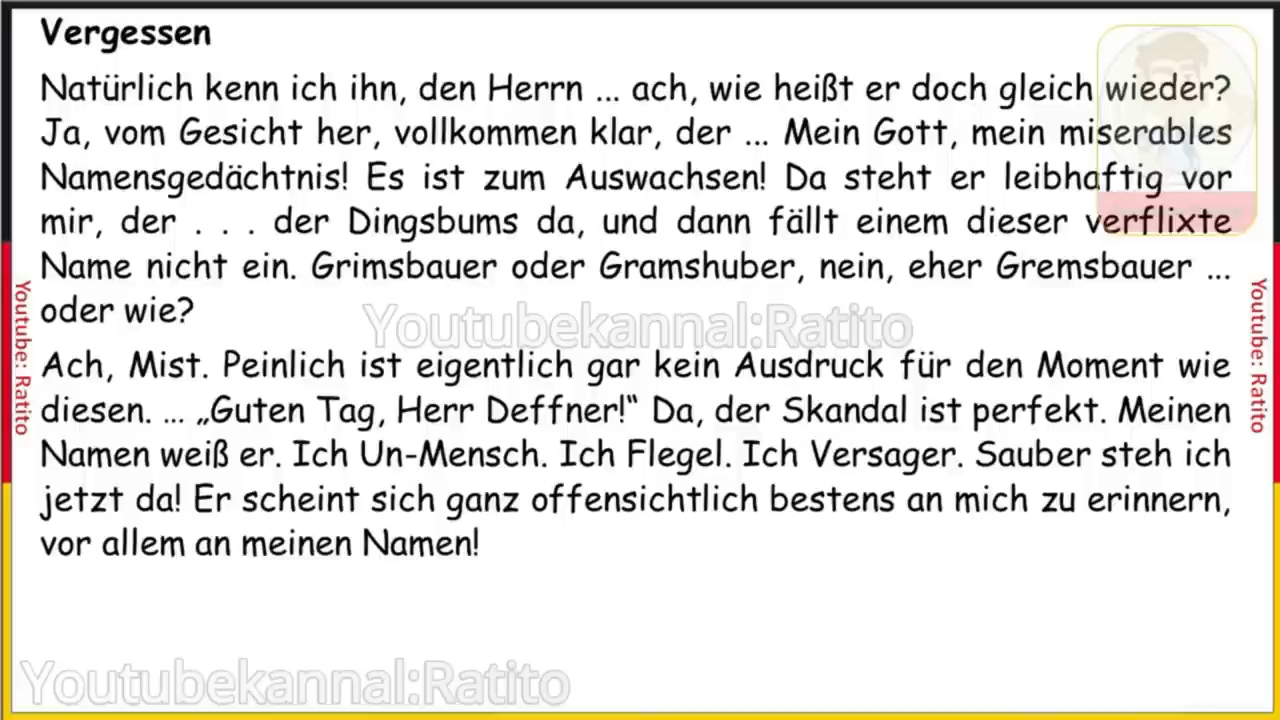 Vergessen
Natürlich kenn ich ihn, den Herrn ... ach, wie heißt er doch gleich wieder?
Ja, vom Gesicht her, vollkommen klar, der ... Mein Gott, mein miserables
Namensgedächtnis! Es ist zum Auswachsen! Da steht er leibhaftig vor
mir, der . . . der Dingsbums da, und dann fällt einem dieser verflixte
Name nicht ein. Grimsbauer oder Gramshuber, nein, eher Gremsbauer ...
oder wie?
Youtubekannal:Ratito
Ach, Mist. Peinlich ist eigentlich gar kein Ausdruck für den Moment wie
diesen. ... „Guten Tag, Herr Deffner!“ Da, der Skandal ist perfekt. Meinen
Namen weiß er. Ich Un-Mensch. Ich Flegel. Ich Versager. Sauber steh ich
jetzt da! Er scheint sich ganz offensichtlich bestens an mich zu erinnern,
vor allem an meinen Namen!
Youtube: Ratito
Youtube: Ratito
Youtubekannal:Ratito